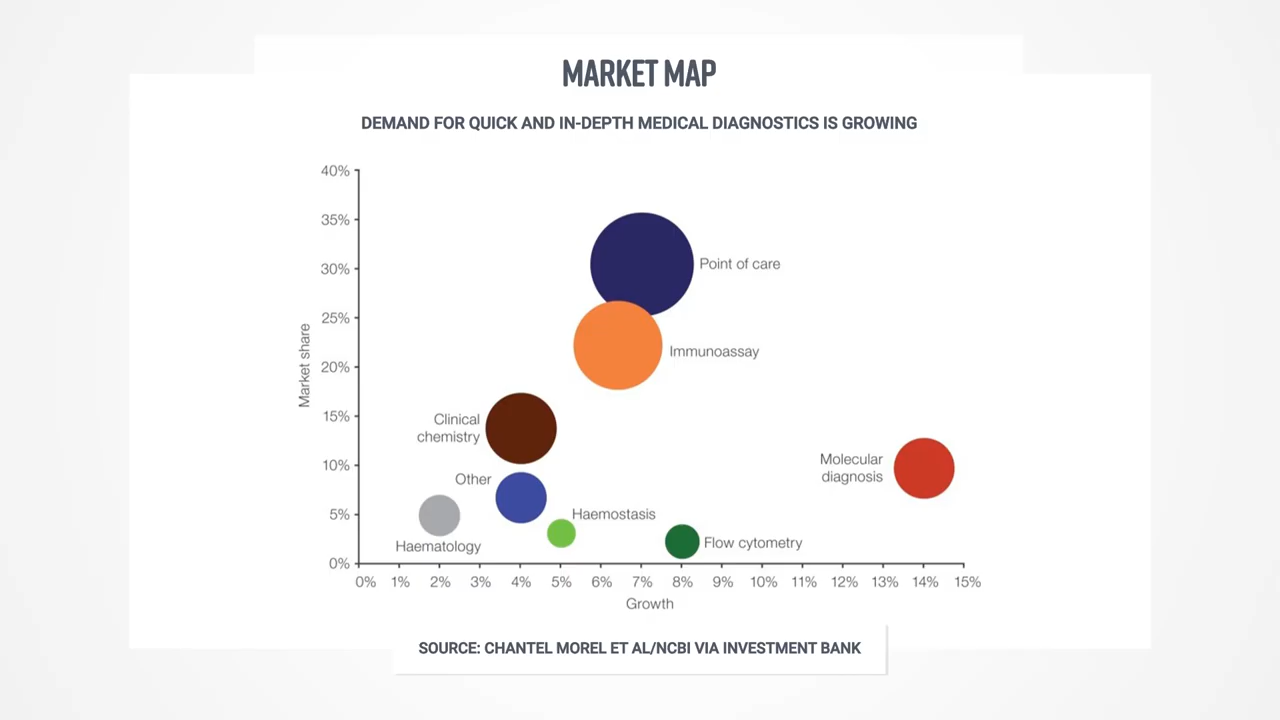 MARKET MAP
DEMAND FOR QUICK AND IN-DEPTH MEDICAL DIAGNOSTICS IS GROWING
40%
35%
30%
25%
20%
15%
10%
5%
0%
Market share
Point of care
Immunoassay
Clinical
chemistry
Other
Molecular
diagnosis
Haematology
Haemostasis
Flow cytometry
0% 1% 2% 3% 4% 5% 6% 7% 8% 9% 10% 11% 12% 13% 14% 15%
Growth
SOURCE: CHANTEL MOREL ET AL/NCBI VIA INVESTMENT BANK